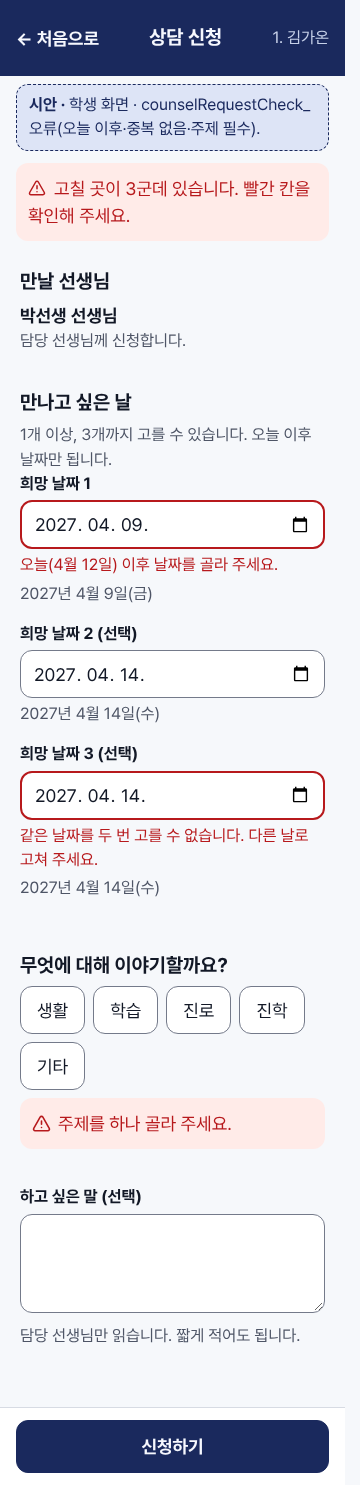 ← 처음으로
상담 신청
1. 김가온
시안 · 학생 화면 · counselRequestCheck_
오류(오늘 이후·중복 없음·주제 필수).
고칠 곳이 3군데 있습니다. 빨간 칸을
확인해 주세요.
만날 선생님
박선생 선생님
담당 선생님께 신청합니다.
만나고 싶은 날
1개 이상, 3개까지 고를 수 있습니다. 오늘 이후
날짜만 됩니다.
희망 날짜 1
2027. 04. 09.
오늘(4월 12일) 이후 날짜를 골라 주세요.
2027년 4월 9일(금)
희망 날짜 2 (선택)
2027. 04. 14.
2027년 4월 14일(수)
희망 날짜 3 (선택)
2027. 04. 14.
같은 날짜를 두 번 고를 수 없습니다. 다른 날로
고쳐 주세요.
2027년 4월 14일(수)
무엇에 대해 이야기할까요?
생활 학습 진로 진학
기타
주제를 하나 골라 주세요.
하고 싶은 말 (선택)
담당 선생님만 읽습니다. 짧게 적어도 됩니다.
신청하기